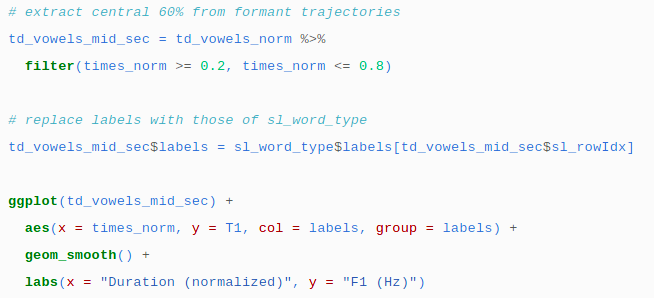 # extract central 60% from formant trajectories
td_vowels_mid_sec = td_vowels_norm %>%
  filter(times_norm >= 0.2, times_norm <= 0.8)

# replace labels with those of sl_word_type
td_vowels_mid_sec$labels = sl_word_type$labels[td_vowels_mid_sec$sl_rowIdx]

ggplot(td_vowels_mid_sec) +
  aes(x = times_norm, y = T1, col = labels, group = labels) +
  geom_smooth() +
  labs(x = "Duration (normalized)", y = "F1 (Hz)")